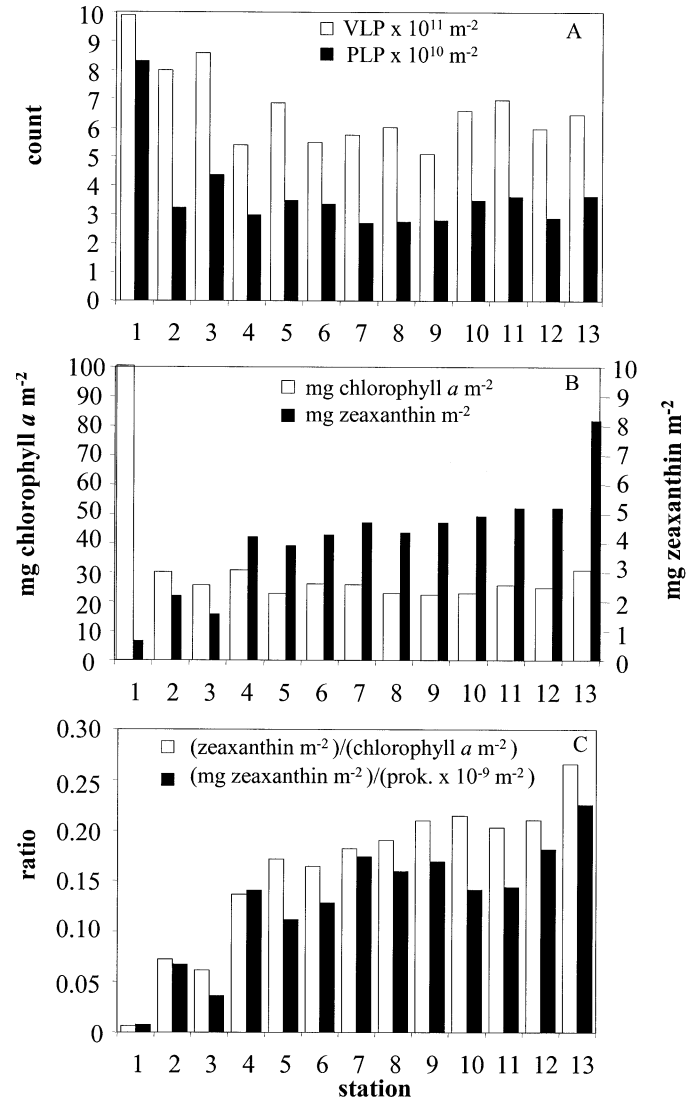 A
VLP x 10¹¹ m⁻²
PLP x 10¹⁰ m⁻²
count
10
9
8
7
6
5
4
3
2
1
0
1 2 3 4 5 6 7 8 9 10 11 12 13
B
mg chlorophyll a m⁻²
mg zeaxanthin m⁻²
mg chlorophyll a m⁻²
100
90
80
70
60
50
40
30
20
10
0
mg zeaxanthin m⁻²
10
9
8
7
6
5
4
3
2
1
0
1 2 3 4 5 6 7 8 9 10 11 12 13
C
(zeaxanthin m⁻²)/(chlorophyll a m⁻²)
(mg zeaxanthin m⁻²)/(prok. x 10⁻⁹ m⁻²)
ratio
0.30
0.25
0.20
0.15
0.10
0.05
0
1 2 3 4 5 6 7 8 9 10 11 12 13
station